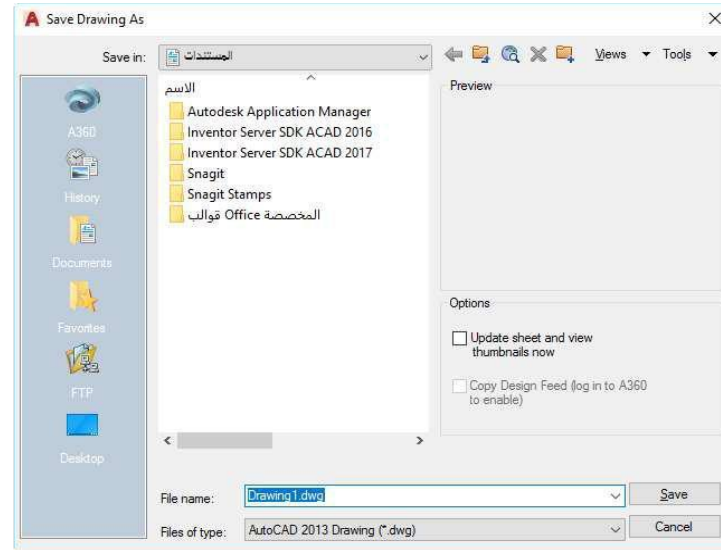 Save Drawing As
Save in: المستندات
Views Tools
A360
History
Documents
Favorites
FTP
Desktop
الاسم
Autodesk Application Manager
Inventor Server SDK ACAD 2016
Inventor Server SDK ACAD 2017
Snagit
Snagit Stamps
قوالب Office المخصصة
Preview
Options
Update sheet and view
thumbnails now
Copy Design Feed (log in to A360
to enable)
File name: Drawing1.dwg Save
Files of type: AutoCAD 2013 Drawing (*.dwg) Cancel